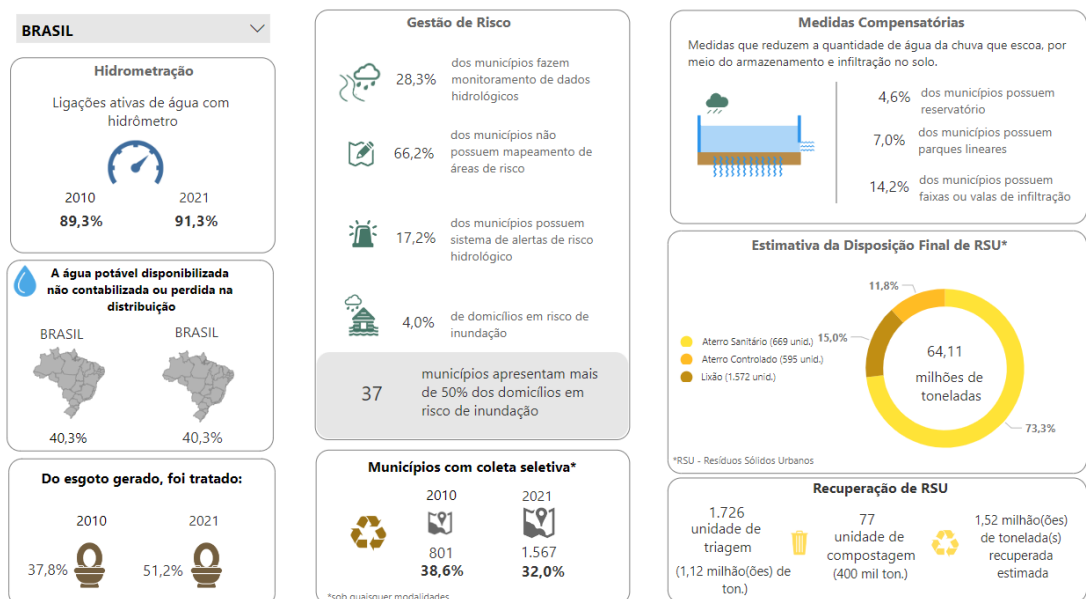 BRASIL
Hidrometração
Ligações ativas de água com
hidrômetro
2010
2021
89,3%
91,3%
A água potável disponibilizada
não contabilizada ou perdida na
distribuição
BRASIL
BRASIL
40,3%
40,3%
Do esgoto gerado, foi tratado:
2010
2021
37,8%
51,2%
Gestão de Risco
28,3%
dos municípios fazem
monitoramento de dados
hidrológicos
66,2%
dos municípios não
possuem mapeamento de
áreas de risco
17,2%
dos municípios possuem
sistema de alertas de risco
hidrológico
4,0%
de domicílios em risco de
inundação
37
municípios apresentam mais
de 50% dos domicílios em
risco de inundação
Municípios com coleta seletiva*
2010
2021
801
1.567
38,6%
32,0%
*sob quaisquer modalidades
Medidas Compensatórias
Medidas que reduzem a quantidade de água da chuva que escoa, por
meio do armazenamento e infiltração no solo.
4,6%
dos municípios possuem
reservatório
7,0%
dos municípios possuem
parques lineares
14,2%
dos municípios possuem
faixas ou valas de infiltração
Estimativa da Disposição Final de RSU*
11,8%
15,0%
73,3%
Aterro Sanitário (669 unid.)
Aterro Controlado (595 unid.)
Lixão (1.572 unid.)
64,11
milhões de
toneladas
*RSU - Resíduos Sólidos Urbanos
Recuperação de RSU
1.726
unidade de
triagem
(1,12 milhão(ões) de
ton.)
77
unidade de
compostagem
(400 mil ton.)
1,52 milhão(ões)
de tonelada(s)
recuperada
estimada